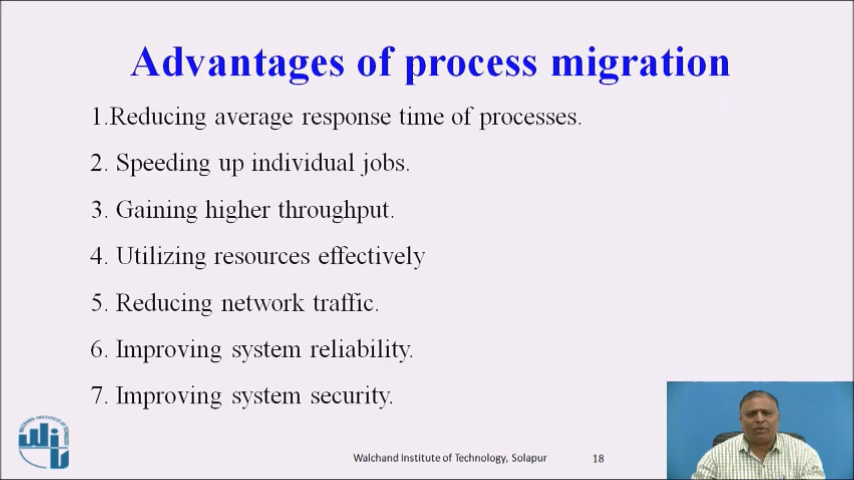 Advantages of process migration
1.Reducing average response time of processes.
2. Speeding up individual jobs.
3. Gaining higher throughput.
4. Utilizing resources effectively
5. Reducing network traffic.
6. Improving system reliability.
7. Improving system security.
Walchand Institute of Technology, Solapur
18